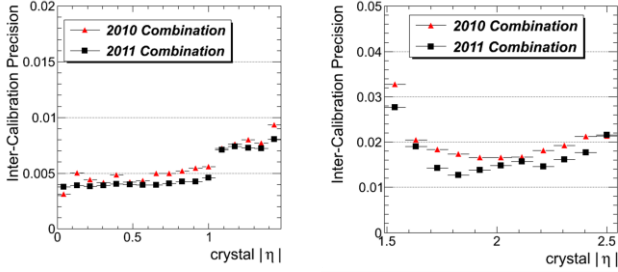 Inter-Calibration Precision
0.02
0.015
0.01
0.005
0
0
0.5
1
crystal |η|
2010 Combination
2011 Combination
Inter-Calibration Precision
0.05
0.04
0.03
0.02
0.01
0
1.5
2
2.5
crystal |η|
2010 Combination
2011 Combination